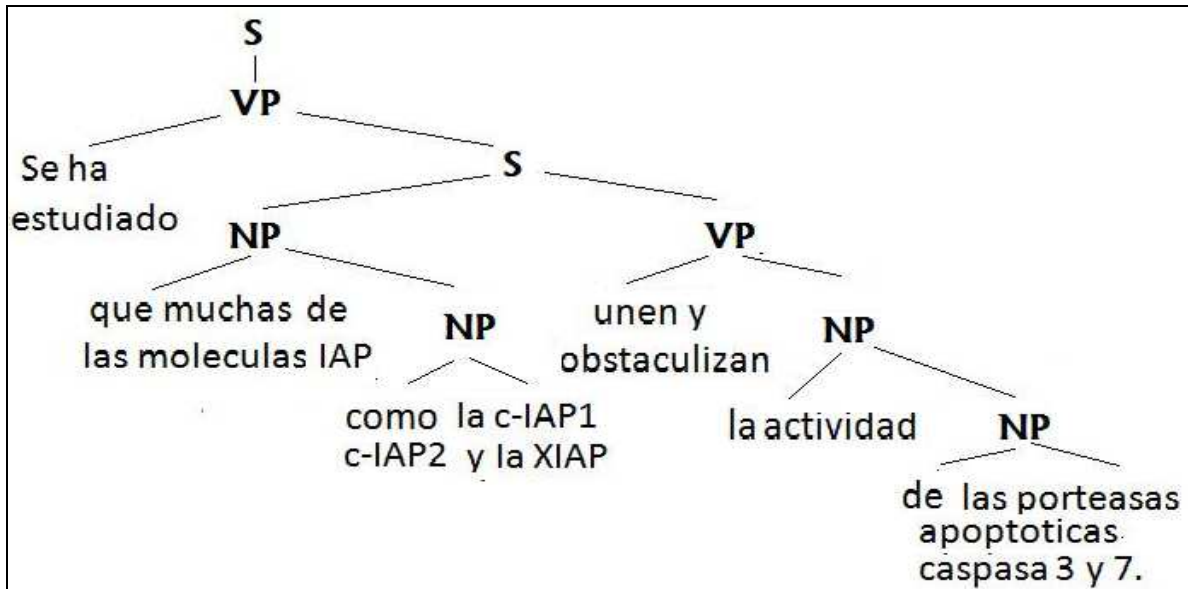 S
VP
Se ha
estudiado
S
NP
VP
que muchas de
las moleculas IAP
NP
como la c-IAP1
c-IAP2 y la XIAP
unen y
obstaculizan
NP
la actividad
NP
de las porteasas
apoptoticas
caspasa 3 y 7.